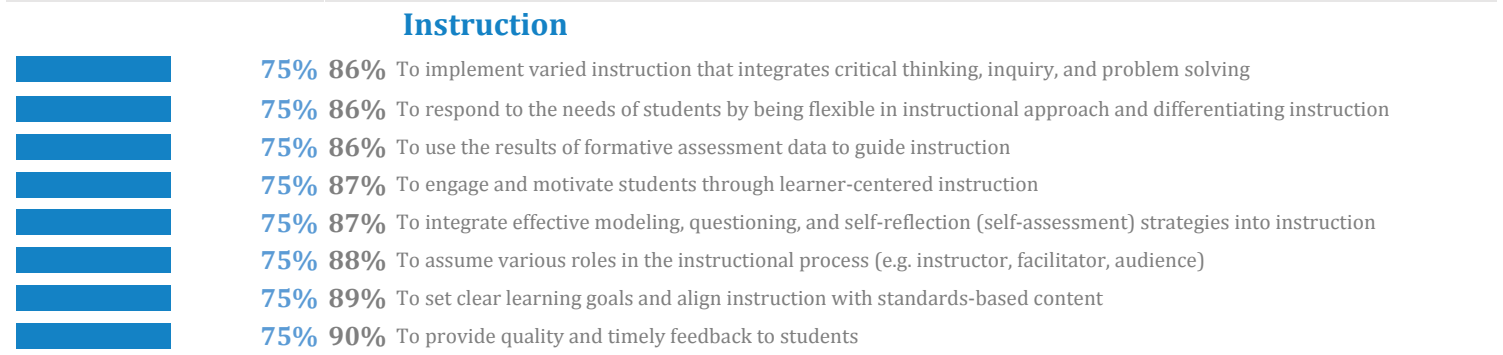 Instruction
75% 86% To implement varied instruction that integrates critical thinking, inquiry, and problem solving
75% 86% To respond to the needs of students by being flexible in instructional approach and differentiating instruction
75% 86% To use the results of formative assessment data to guide instruction
75% 87% To engage and motivate students through learner-centered instruction
75% 87% To integrate effective modeling, questioning, and self-reflection (self-assessment) strategies into instruction
75% 88% To assume various roles in the instructional process (e.g. instructor, facilitator, audience)
75% 89% To set clear learning goals and align instruction with standards-based content
75% 90% To provide quality and timely feedback to students